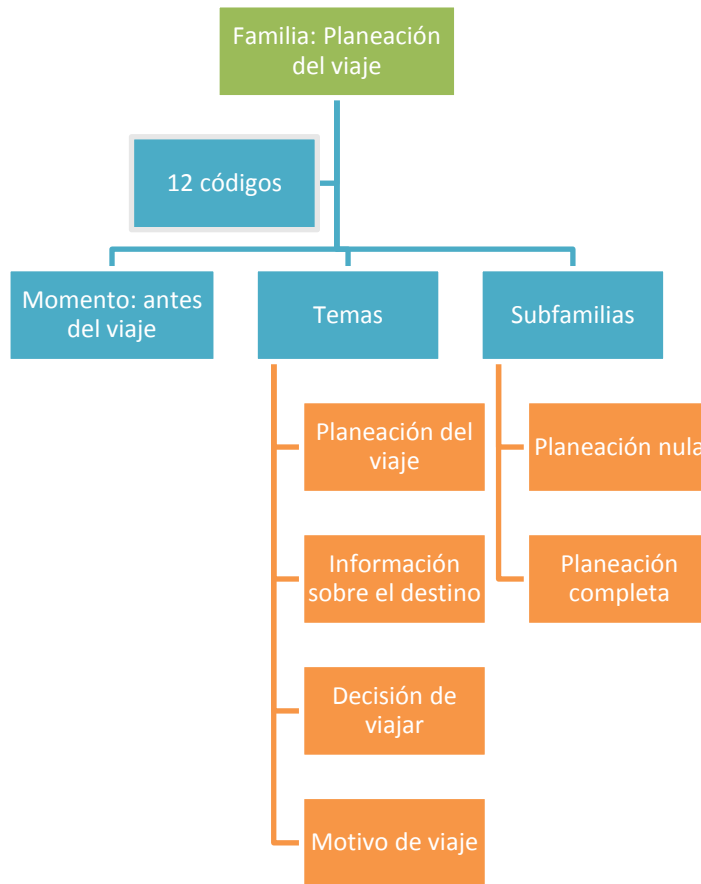 Familia: Planeación
del viaje
12 códigos
Momento: antes
del viaje
Temas
Subfamilias
Planeación del
viaje
Planeación nula
Información
sobre el destino
Planeación
completa
Decisión de
viajar
Motivo de viaje